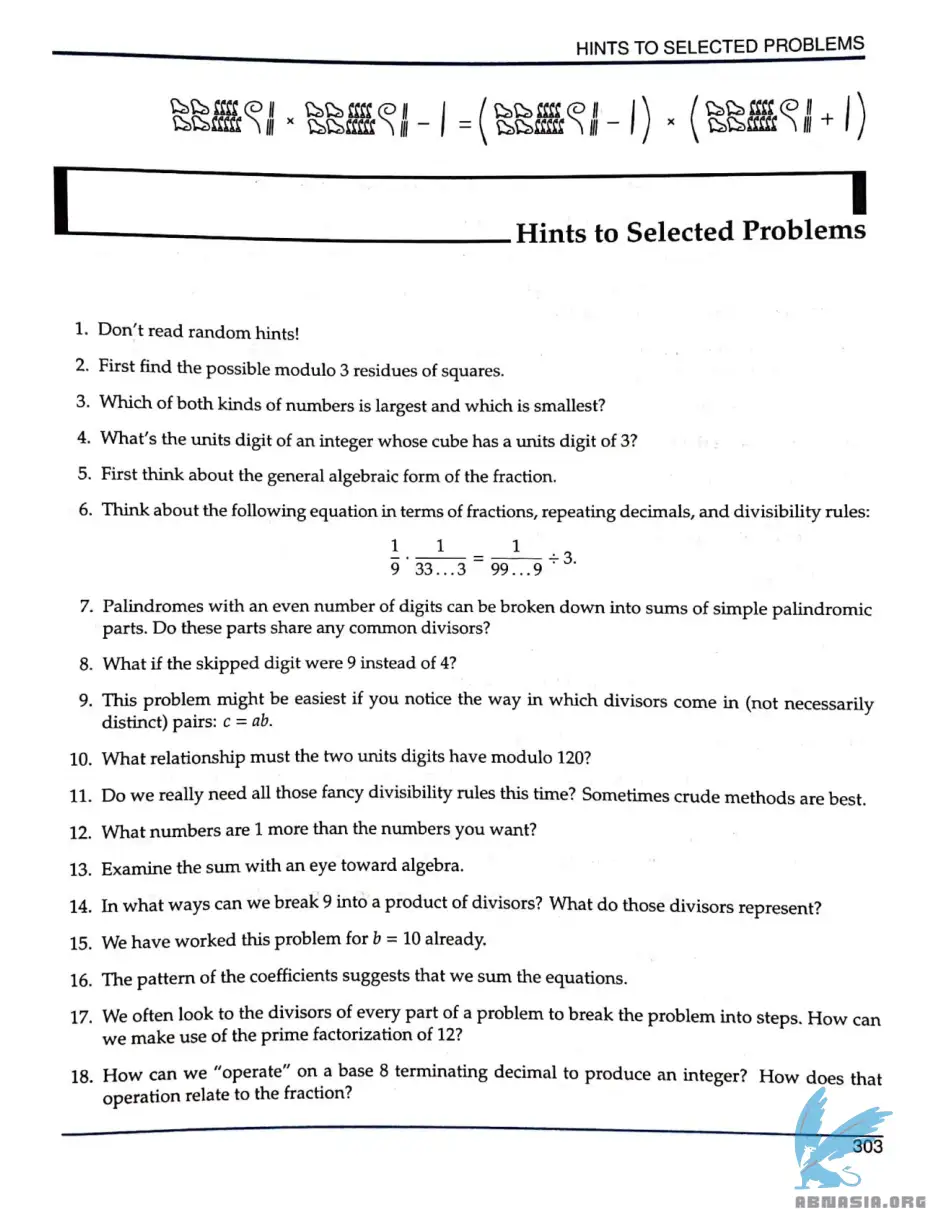 HINTS TO SELECTED PROBLEMS
× − | = ( − | ) × ( + | )
Hints to Selected Problems
1. Don't read random hints!
2. First find the possible modulo 3 residues of squares.
3. Which of both kinds of numbers is largest and which is smallest?
4. What's the units digit of an integer whose cube has a units digit of 3?
5. First think about the general algebraic form of the fraction.
6. Think about the following equation in terms of fractions, repeating decimals, and divisibility rules:
1/9 · 1/33...3 = 1/99...9 ÷ 3.
7. Palindromes with an even number of digits can be broken down into sums of simple palindromic
parts. Do these parts share any common divisors?
8. What if the skipped digit were 9 instead of 4?
9. This problem might be easiest if you notice the way in which divisors come in (not necessarily
distinct) pairs: c = ab.
10. What relationship must the two units digits have modulo 120?
11. Do we really need all those fancy divisibility rules this time? Sometimes crude methods are best.
12. What numbers are 1 more than the numbers you want?
13. Examine the sum with an eye toward algebra.
14. In what ways can we break 9 into a product of divisors? What do those divisors represent?
15. We have worked this problem for b = 10 already.
16. The pattern of the coefficients suggests that we sum the equations.
17. We often look to the divisors of every part of a problem to break the problem into steps. How can
we make use of the prime factorization of 12?
18. How can we "operate" on a base 8 terminating decimal to produce an integer? How does that
operation relate to the fraction?
303
ABNASIA.ORG